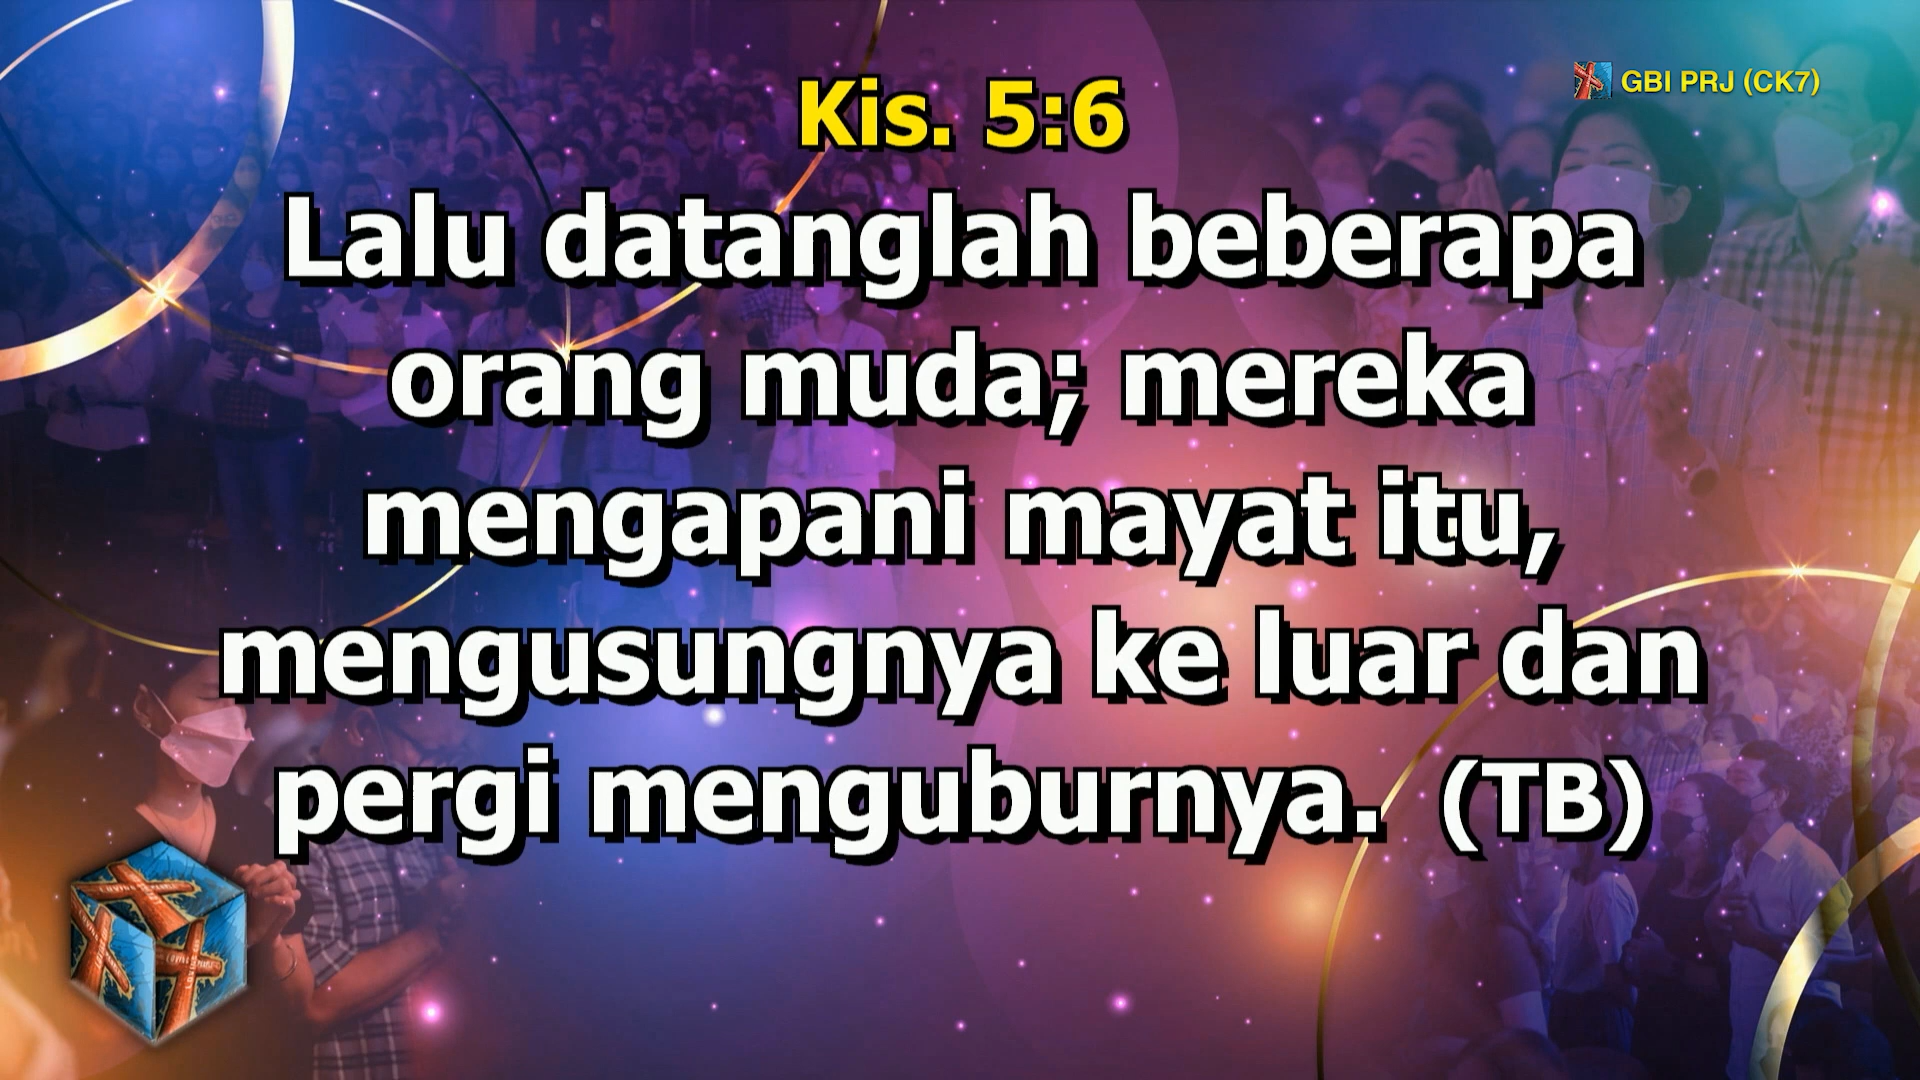 GBI PRJ (CK7)
Kis. 5:6
Lalu datanglah beberapa
orang muda; mereka
mengapani mayat itu,
mengusungnya ke luar dan
pergi menguburnya. (TB)